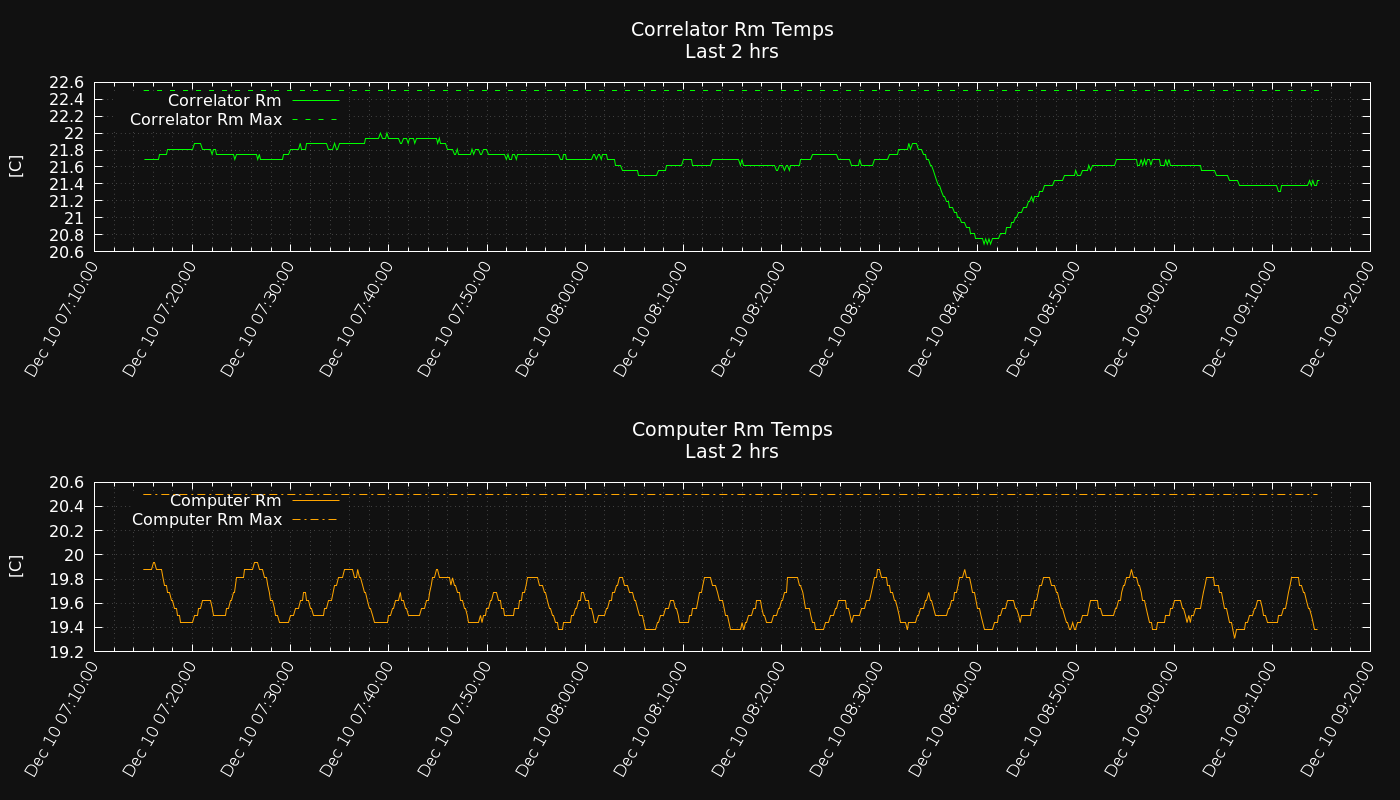 Correlator Rm Temps
Last 2 hrs
22.6
22.4
22.2
22
21.8
21.6
21.4
21.2
21
20.8
20.6
[C]
Correlator Rm
Correlator Rm Max
Dec 10 07:10:00
Dec 10 07:20:00
Dec 10 07:30:00
Dec 10 07:40:00
Dec 10 07:50:00
Dec 10 08:00:00
Dec 10 08:10:00
Dec 10 08:20:00
Dec 10 08:30:00
Dec 10 08:40:00
Dec 10 08:50:00
Dec 10 09:00:00
Dec 10 09:10:00
Dec 10 09:20:00
Computer Rm Temps
Last 2 hrs
20.6
20.4
20.2
20
19.8
19.6
19.4
19.2
[C]
Computer Rm
Computer Rm Max
Dec 10 07:10:00
Dec 10 07:20:00
Dec 10 07:30:00
Dec 10 07:40:00
Dec 10 07:50:00
Dec 10 08:00:00
Dec 10 08:10:00
Dec 10 08:20:00
Dec 10 08:30:00
Dec 10 08:40:00
Dec 10 08:50:00
Dec 10 09:00:00
Dec 10 09:10:00
Dec 10 09:20:00